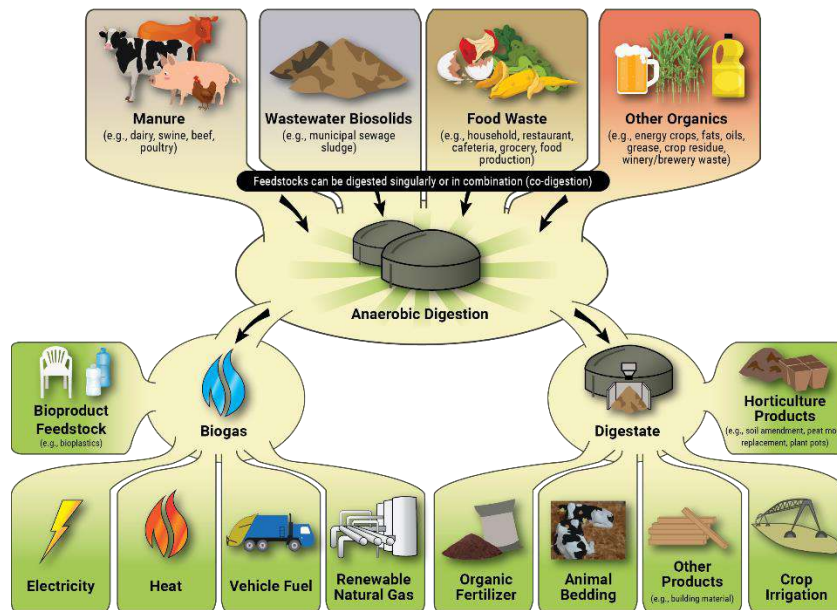 Manure
(e.g., dairy, swine, beef,
poultry)
Wastewater Biosolids
(e.g., municipal sewage
sludge)
Food Waste
(e.g., household, restaurant,
cafeteria, grocery, food
production)
Other Organics
(e.g., energy crops, fats, oils,
grease, crop residue,
winery/brewery waste)
Feedstocks can be digested singularly or in combination (co-digestion)
Anaerobic Digestion
Bioproduct
Feedstock
(e.g., bioplastics)
Biogas
Digestate
Horticulture
Products
(e.g., soil amendment, peat mo
replacement, plant pots)
Electricity
Heat
Vehicle Fuel
Renewable
Natural Gas
Organic
Fertilizer
Animal
Bedding
Other
Products
(e.g., building material)
Crop
Irrigation